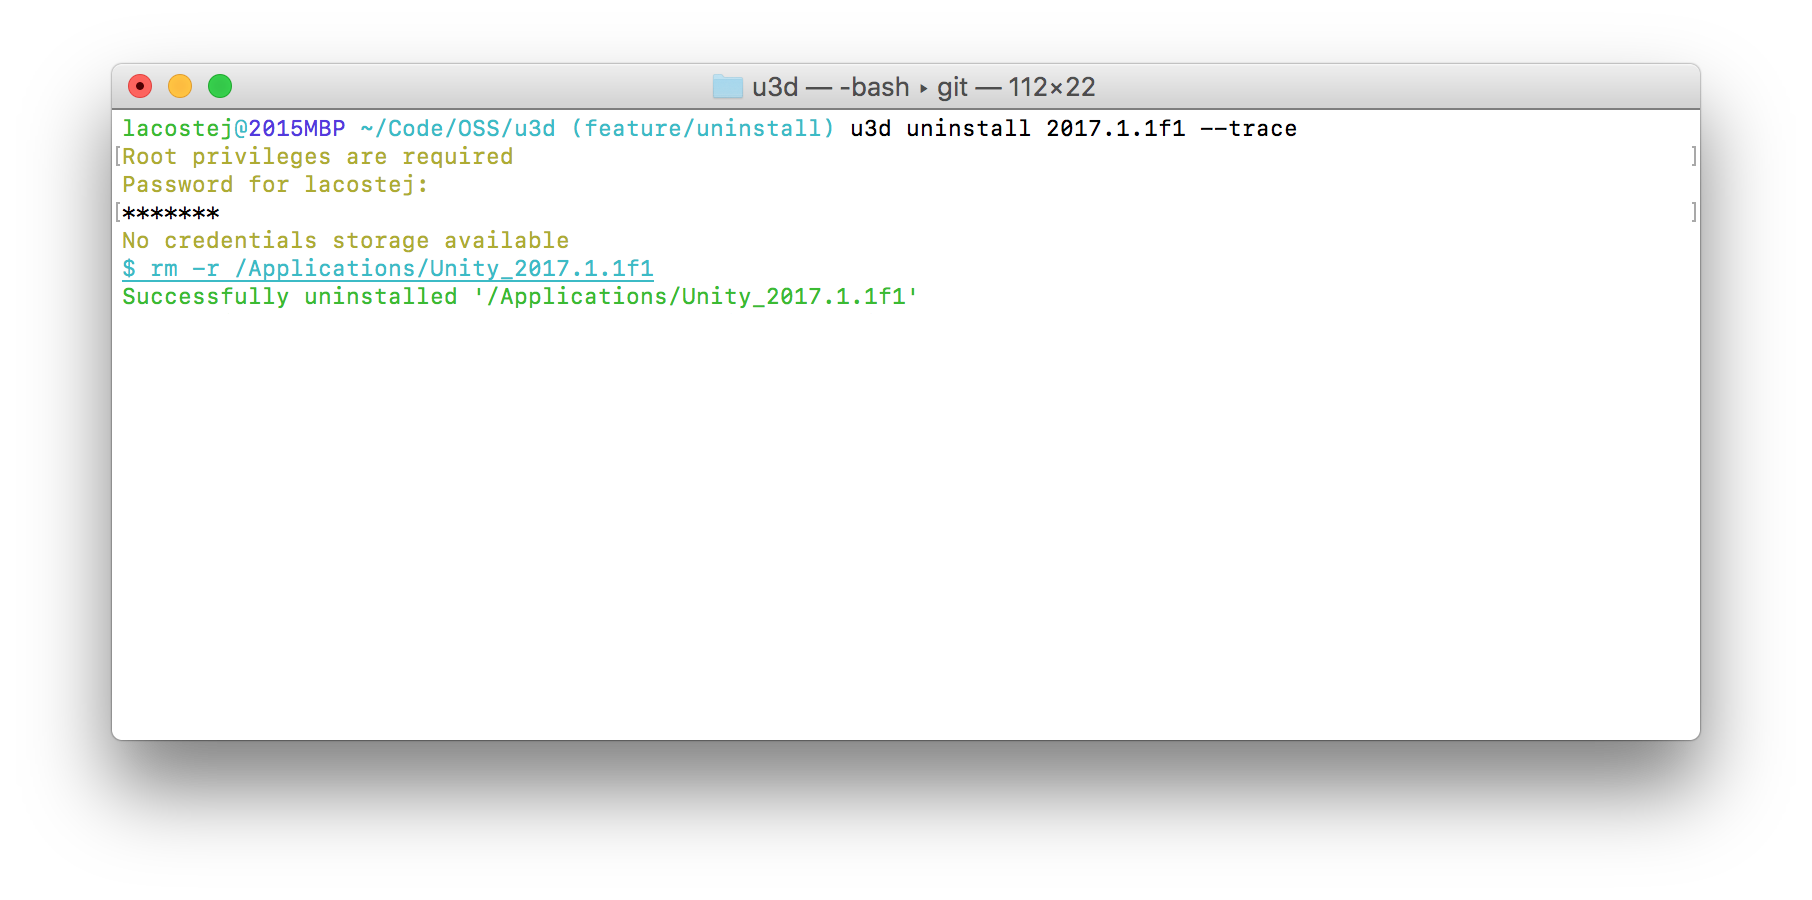 u3d — -bash ▸ git — 112×22
lacostej@2015MBP ~/Code/OSS/u3d (feature/uninstall) u3d uninstall 2017.1.1f1 --trace
[Root privileges are required ]
Password for lacostej:
[******* ]
No credentials storage available
$ rm -r /Applications/Unity_2017.1.1f1
Successfully uninstalled '/Applications/Unity_2017.1.1f1'